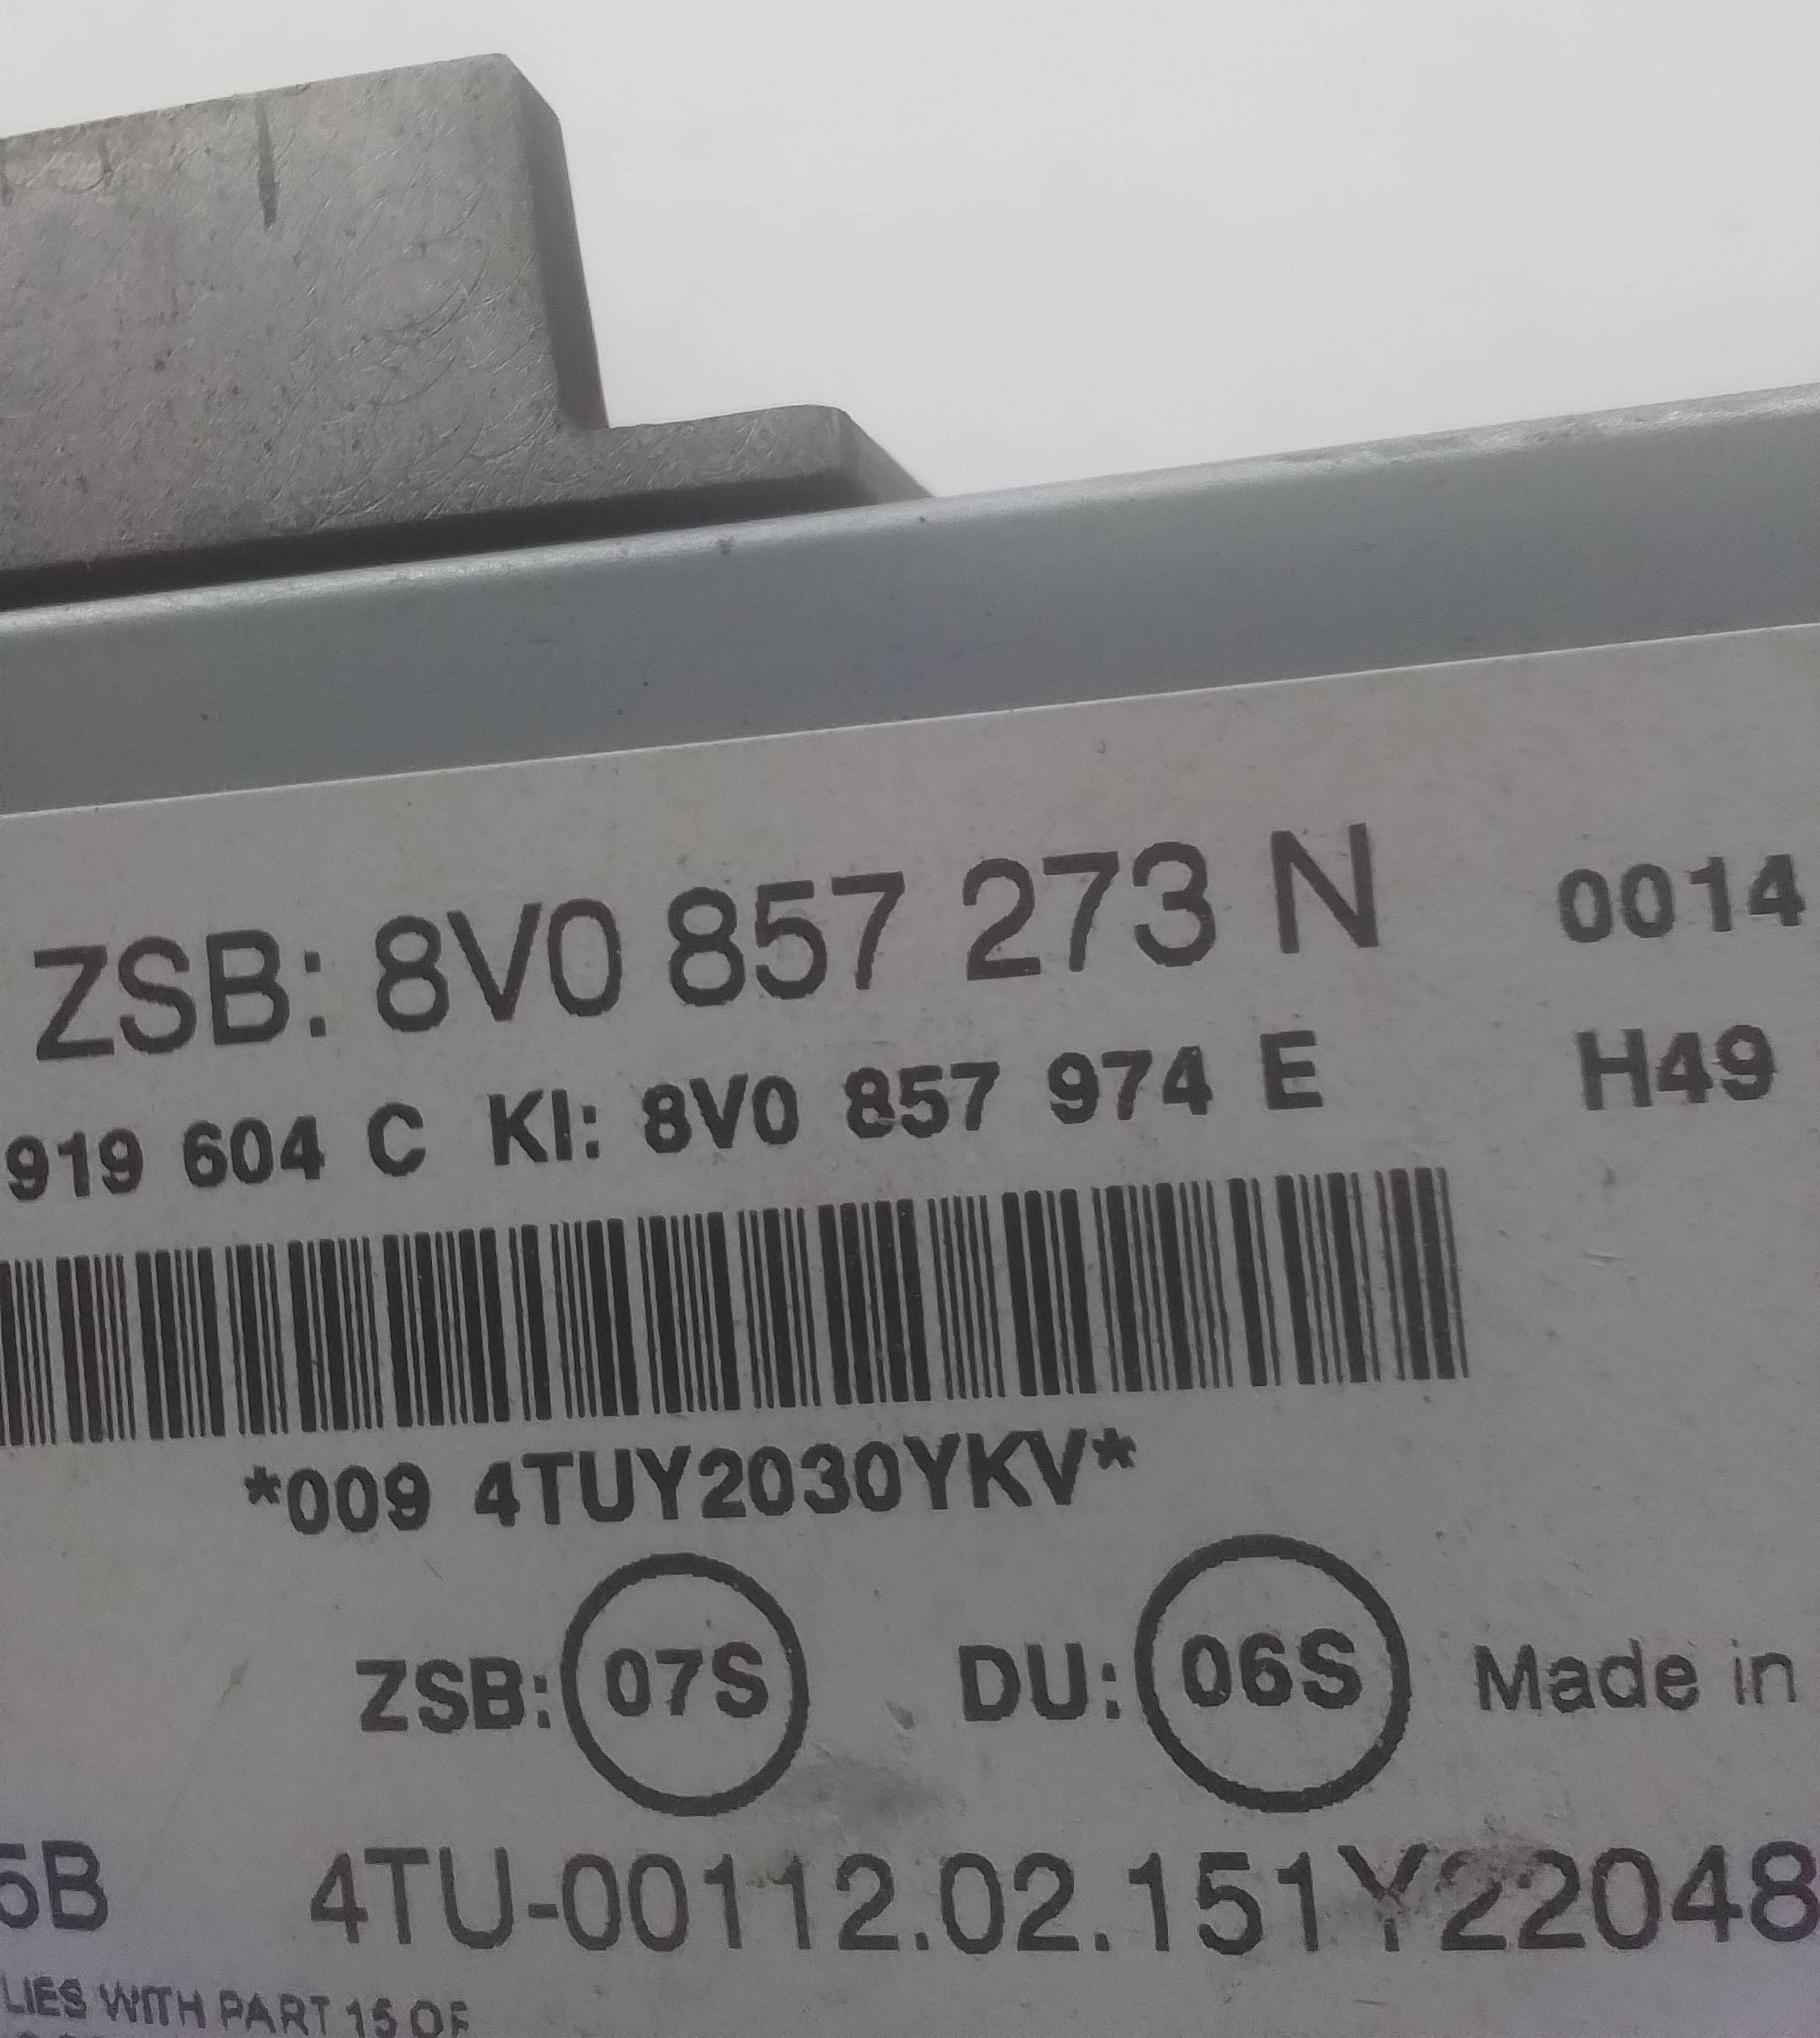 ZSB: 8V0 857 273 N 0014
919 604 C KI: 8V0 857 974 E H49
*009 4TUY2030YKV*
ZSB: 07S DU: 06S Made in
5B 4TU-00112.02.151Y22048
LIES WITH PART 15 OF